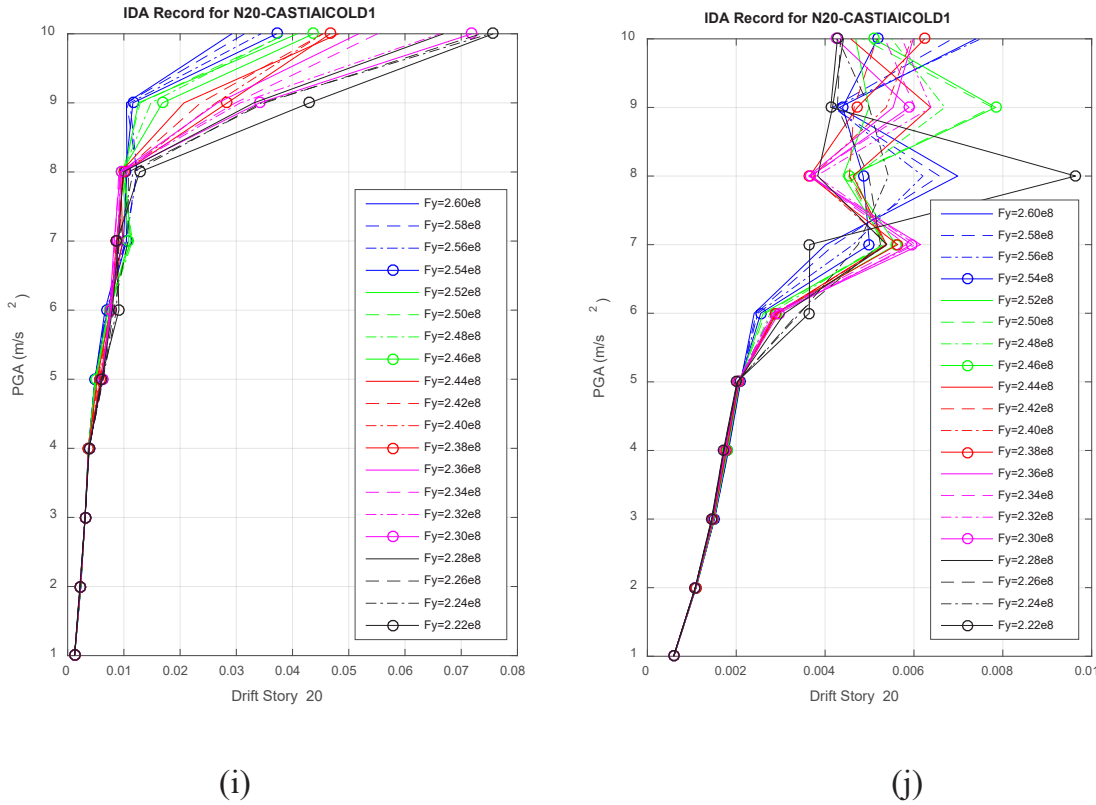 IDA Record for N20-CASTIAICOLD1
10
9
8
7
6
5
4
3
2
1
PGA (m/s 2)
0
0.01
0.02
0.03
0.04
0.05
0.06
0.07
0.08
Drift Story 20
Fy=2.60e8
Fy=2.58e8
Fy=2.56e8
Fy=2.54e8
Fy=2.52e8
Fy=2.50e8
Fy=2.48e8
Fy=2.46e8
Fy=2.44e8
Fy=2.42e8
Fy=2.40e8
Fy=2.38e8
Fy=2.36e8
Fy=2.34e8
Fy=2.32e8
Fy=2.30e8
Fy=2.28e8
Fy=2.26e8
Fy=2.24e8
Fy=2.22e8
(i)
IDA Record for N20-CASTIAICOLD1
10
9
8
7
6
5
4
3
2
1
PGA (m/s 2)
0
0.002
0.004
0.006
0.008
0.01
Drift Story 20
Fy=2.60e8
Fy=2.58e8
Fy=2.56e8
Fy=2.54e8
Fy=2.52e8
Fy=2.50e8
Fy=2.48e8
Fy=2.46e8
Fy=2.44e8
Fy=2.42e8
Fy=2.40e8
Fy=2.38e8
Fy=2.36e8
Fy=2.34e8
Fy=2.32e8
Fy=2.30e8
Fy=2.28e8
Fy=2.26e8
Fy=2.24e8
Fy=2.22e8
(j)